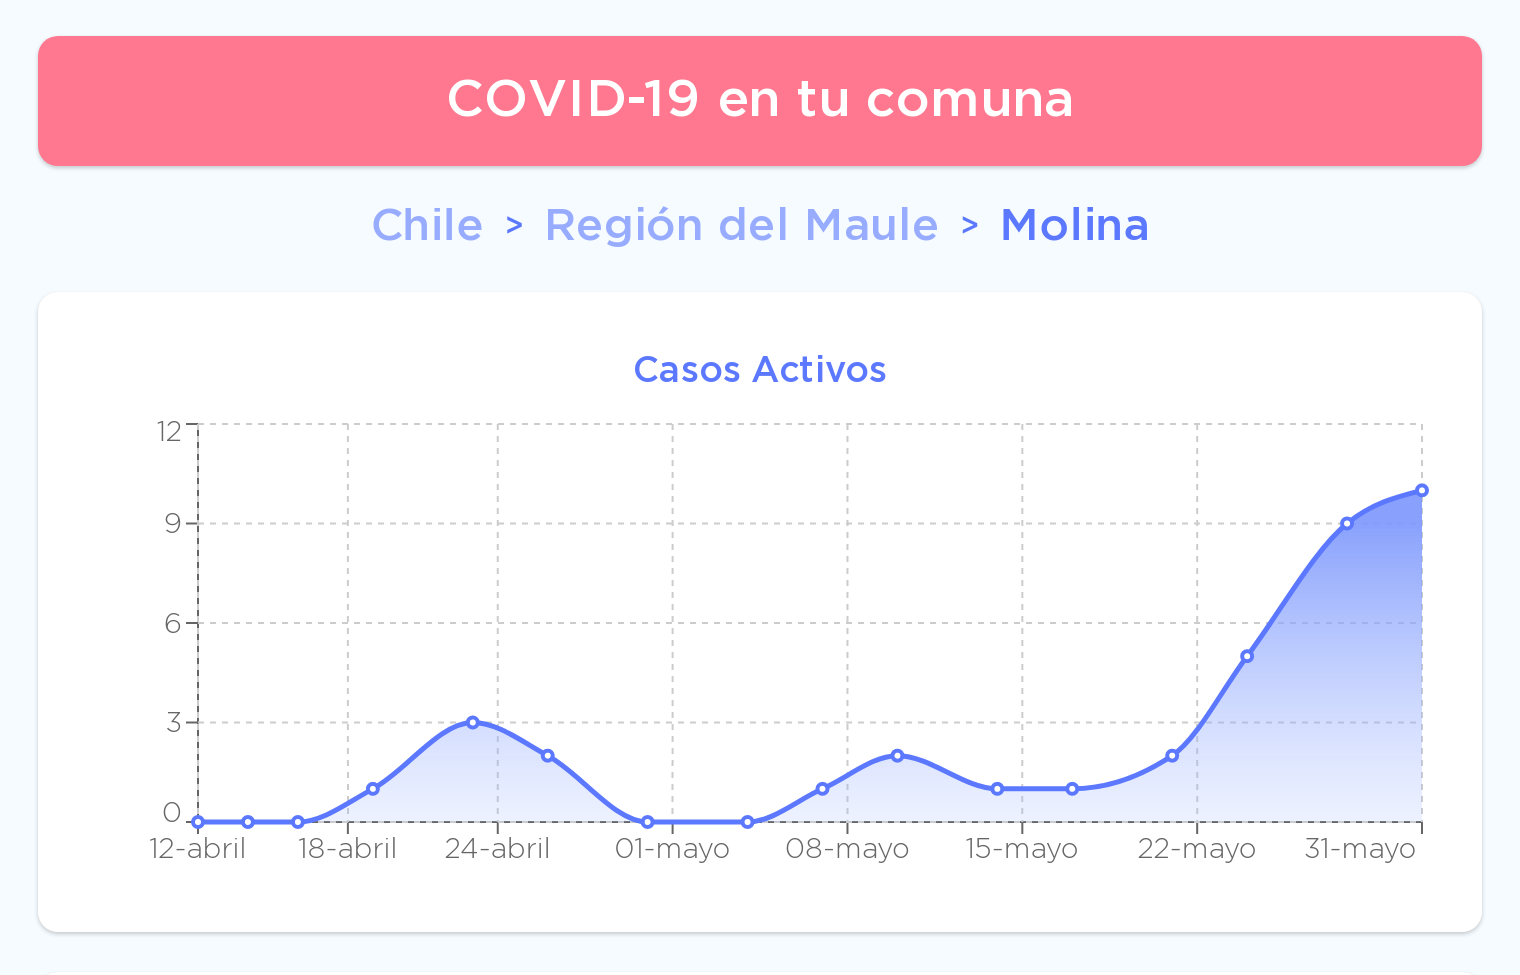 COVID-19 en tu comuna
Chile > Región del Maule > Molina
Casos Activos
12
9
6
3
0
12-abril 18-abril 24-abril 01-mayo 08-mayo 15-mayo 22-mayo 31-mayo